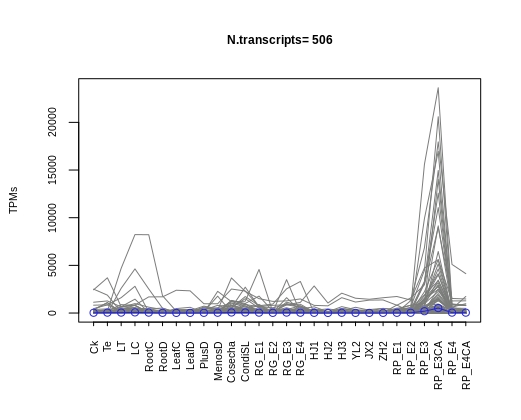 N.transcripts= 506
TPMs
20000
15000
10000
5000
0
Ck
Te
LT
LC
RootC
RootD
LeafC
LeafD
PlusD
MenosD
Cosecha
CondiSL
RG_E1
RG_E2
RG_E3
RG_E4
HJ1
HJ2
HJ3
YL2
JX2
ZH2
RP_E1
RP_E2
RP_E3
RP_E3CA
RP_E4
RP_E4CA